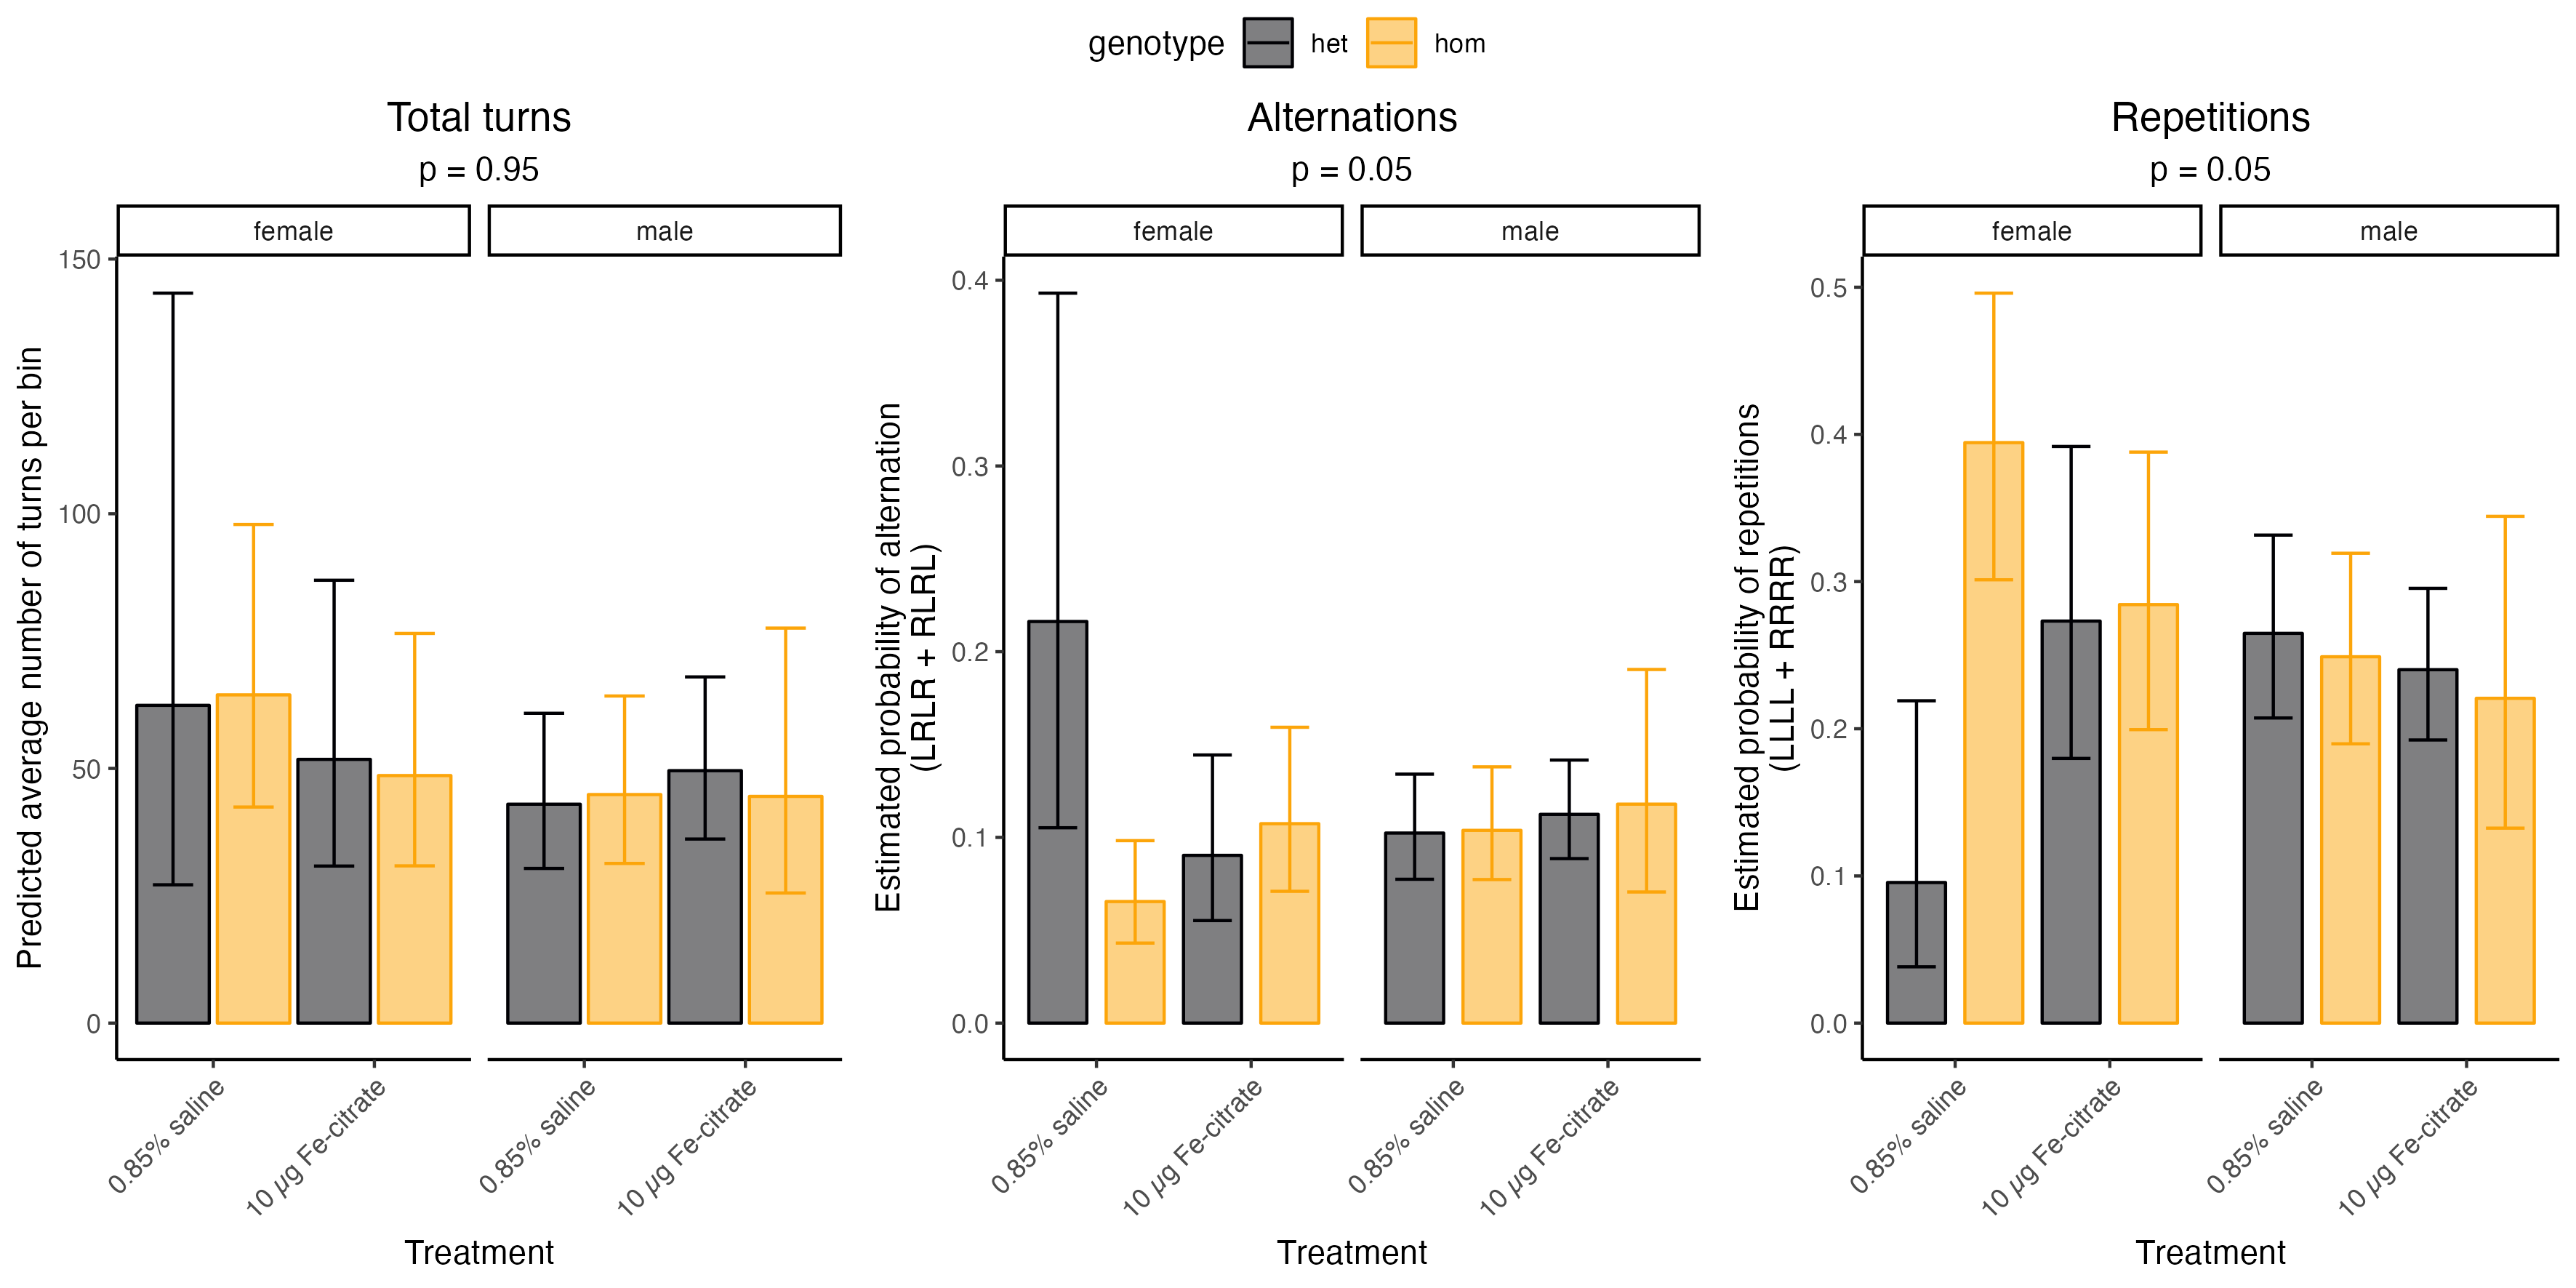 genotype het hom
Total turns
p = 0.95
female male
Predicted average number of turns per bin
150
100
50
0
0.85% saline
10 µg Fe-citrate
0.85% saline
10 µg Fe-citrate
Treatment
Alternations
p = 0.05
female male
Estimated probability of alternation
(LRLR + RLRL)
0.4
0.3
0.2
0.1
0.0
0.85% saline
10 µg Fe-citrate
0.85% saline
10 µg Fe-citrate
Treatment
Repetitions
p = 0.05
female male
Estimated probability of repetitions
(LLLL + RRRR)
0.5
0.4
0.3
0.2
0.1
0.0
0.85% saline
10 µg Fe-citrate
0.85% saline
10 µg Fe-citrate
Treatment